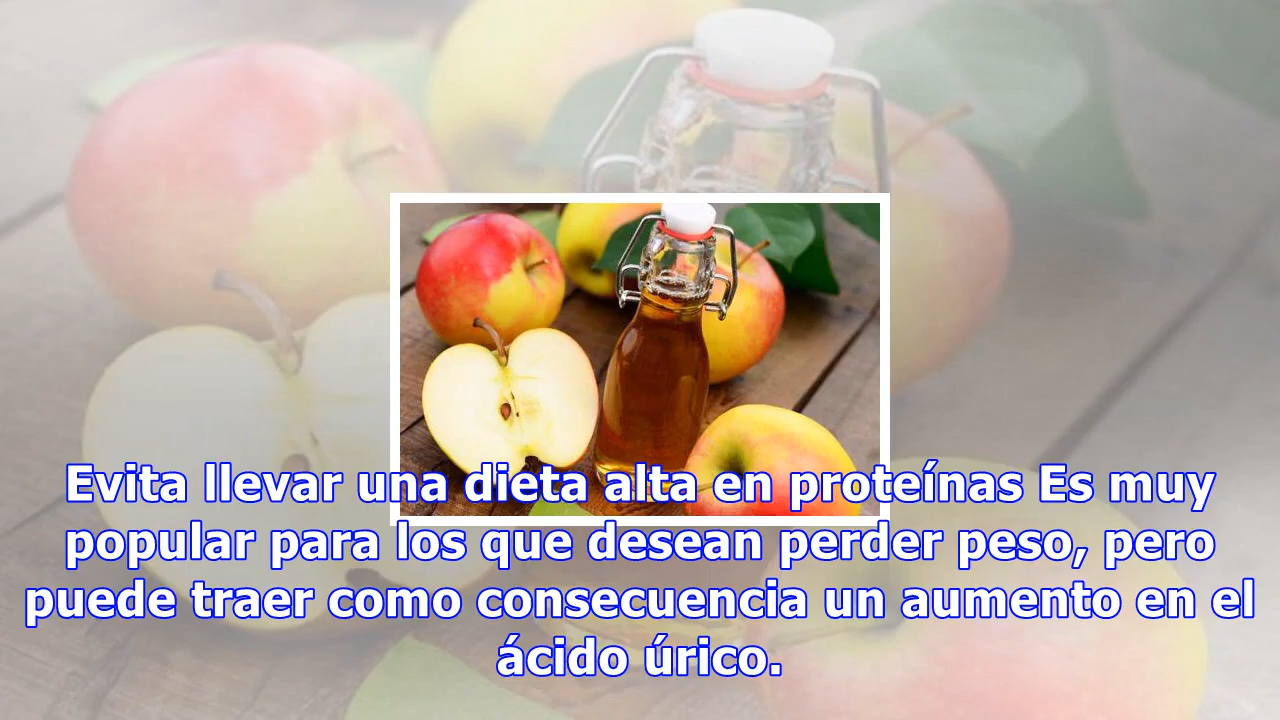 Evita llevar una dieta alta en proteínas Es muy
popular para los que desean perder peso, pero
puede traer como consecuencia un aumento en el
ácido úrico.